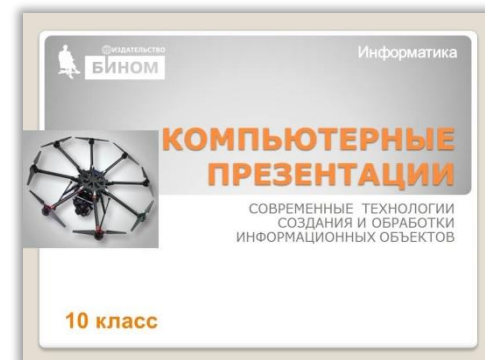 ИЗДАТЕЛЬСТВО
БИНОМ
Информатика
КОМПЬЮТЕРНЫЕ
ПРЕЗЕНТАЦИИ
СОВРЕМЕННЫЕ ТЕХНОЛОГИИ
СОЗДАНИЯ И ОБРАБОТКИ
ИНФОРМАЦИОННЫХ ОБЪЕКТОВ
10 класс